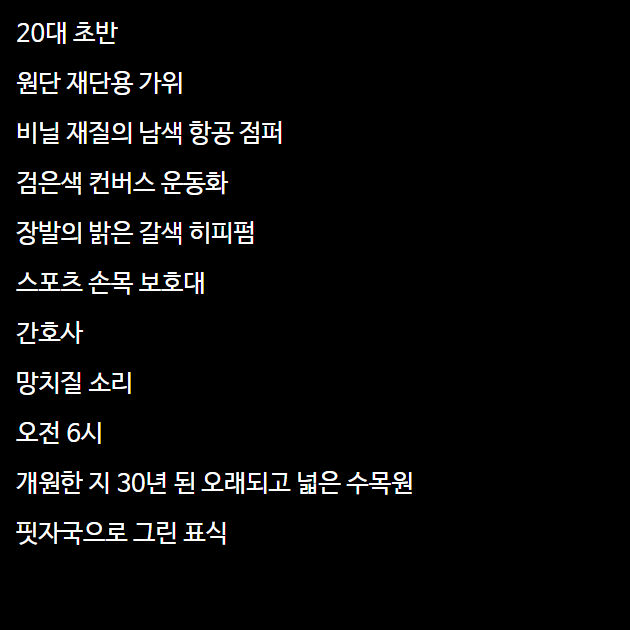 20대 초반
원단 재단용 가위
비닐 재질의 남색 항공 점퍼
검은색 컨버스 운동화
장발의 밝은 갈색 히피펌
스포츠 손목 보호대
간호사
망치질 소리
오전 6시
개원한 지 30년 된 오래되고 넓은 수목원
핏자국으로 그린 표식